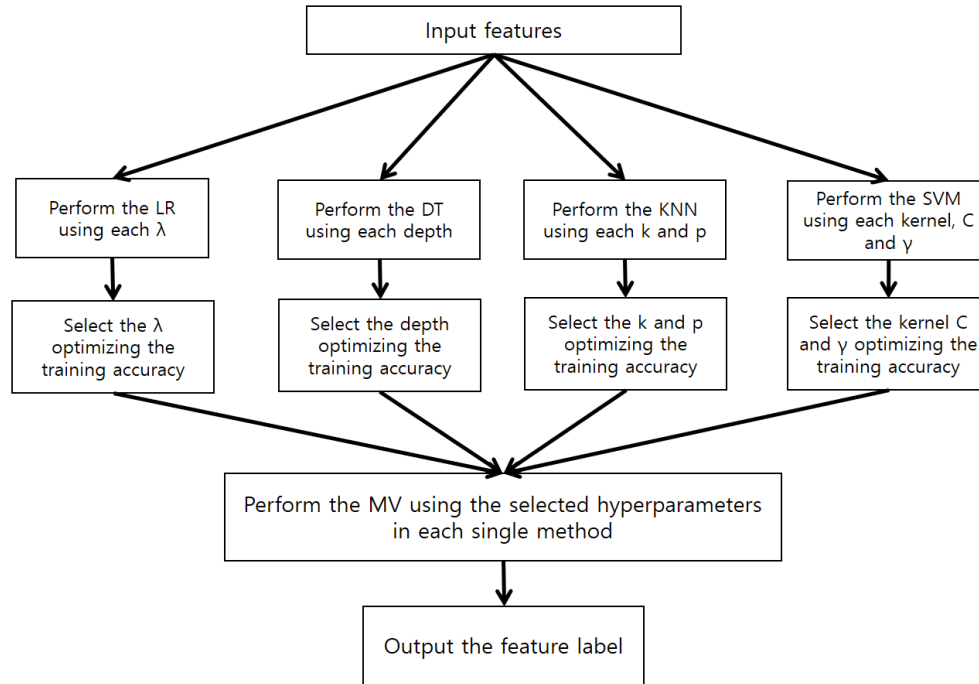 Input features
Perform the LR
using each λ
Perform the DT
using each depth
Perform the KNN
using each k and p
Perform the SVM
using each kernel, C
and γ
Select the λ
optimizing the
training accuracy
Select the depth
optimizing the
training accuracy
Select the k and p
optimizing the
training accuracy
Select the kernel C
and γ optimizing the
training accuracy
Perform the MV using the selected hyperparameters
in each single method
Output the feature label